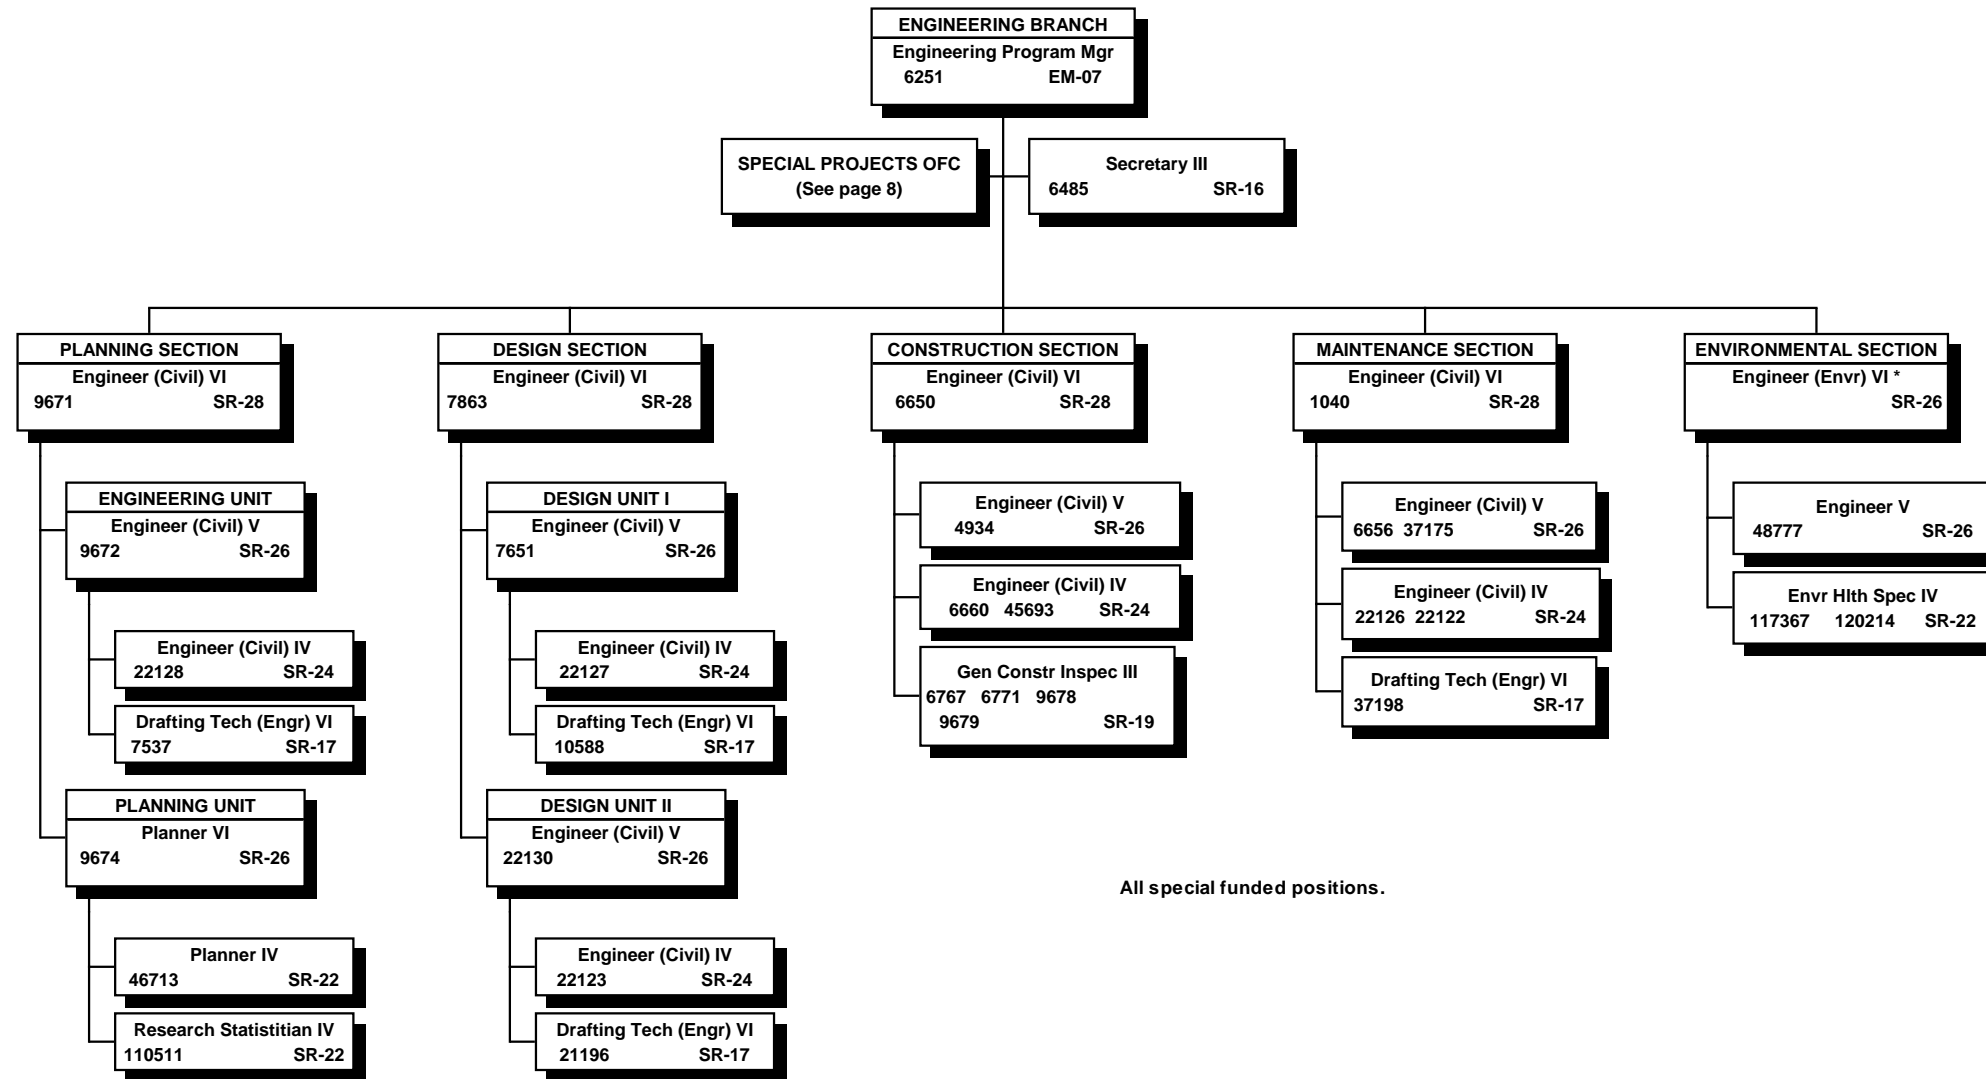 ENGINEERING BRANCH
Engineering Program Mgr
6251 EM-07
SPECIAL PROJECTS OFC
(See page 8)
Secretary III
6485 SR-16
PLANNING SECTION
Engineer (Civil) VI
9671 SR-28
ENGINEERING UNIT
Engineer (Civil) V
9672 SR-26
Engineer (Civil) IV
22128 SR-24
Drafting Tech (Engr) VI
7537 SR-17
PLANNING UNIT
Planner VI
9674 SR-26
Planner IV
46713 SR-22
Research Statistitian IV
110511 SR-22
DESIGN SECTION
Engineer (Civil) VI
7863 SR-28
DESIGN UNIT I
Engineer (Civil) V
7651 SR-26
Engineer (Civil) IV
22127 SR-24
Drafting Tech (Engr) VI
10588 SR-17
DESIGN UNIT II
Engineer (Civil) V
22130 SR-26
Engineer (Civil) IV
22123 SR-24
Drafting Tech (Engr) VI
21196 SR-17
CONSTRUCTION SECTION
Engineer (Civil) VI
6650 SR-28
Engineer (Civil) V
4934 SR-26
Engineer (Civil) IV
6660 45693 SR-24
Gen Constr Inspec III
6767 6771 9678
9679 SR-19
MAINTENANCE SECTION
Engineer (Civil) VI
1040 SR-28
Engineer (Civil) V
6656 37175 SR-26
Engineer (Civil) IV
22126 22122 SR-24
Drafting Tech (Engr) VI
37198 SR-17
ENVIRONMENTAL SECTION
Engineer (Envr) VI *
SR-26
Engineer V
48777 SR-26
Envr Hlth Spec IV
117367 120214 SR-22
All special funded positions.